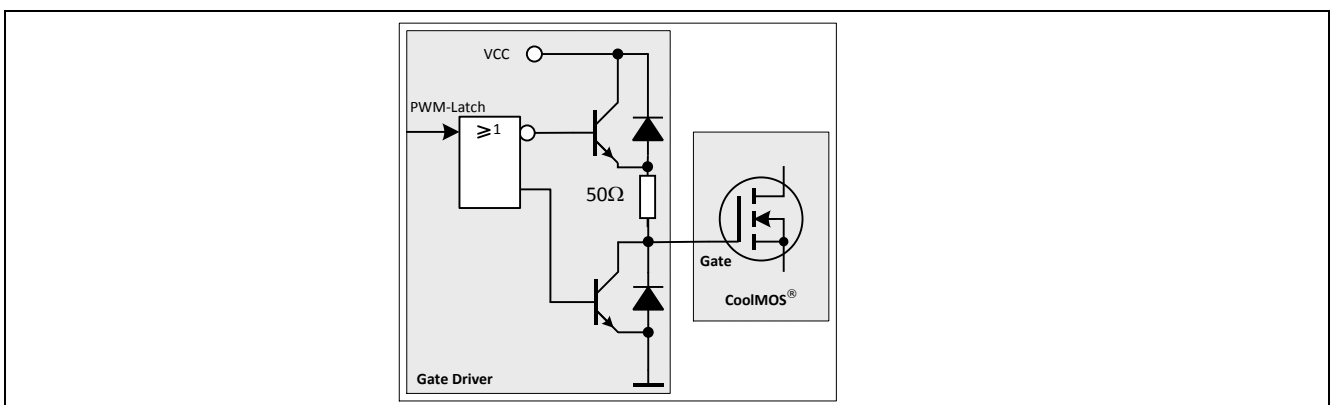 VCC
PWM-Latch
≥1
50Ω
Gate
CoolMOS®
Gate Driver